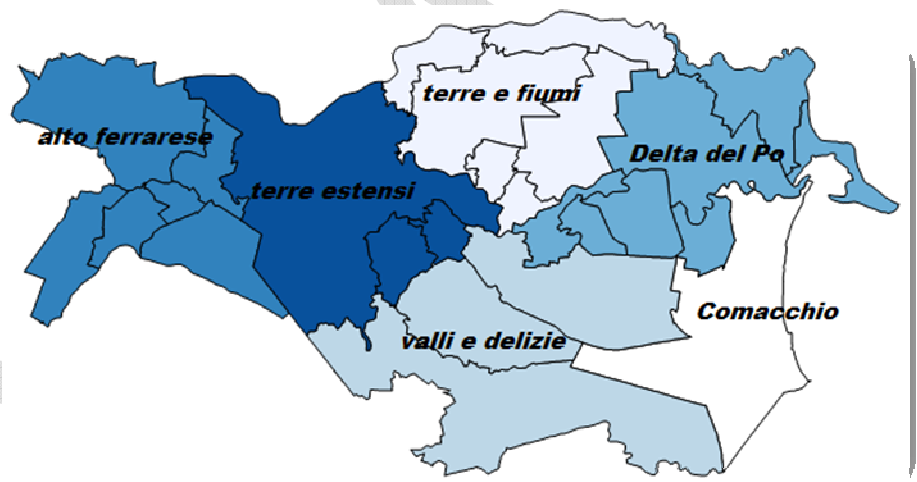 terre e fiumi
alto ferrarese
Delta del Po
terre estensi
Comacchio
valli e delizie